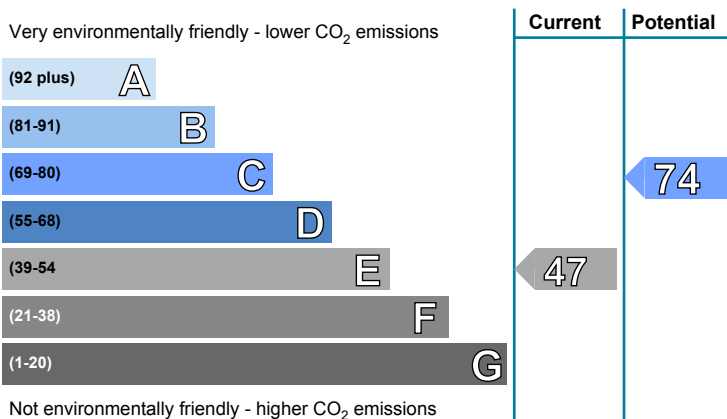 Current Potential
Very environmentally friendly - lower CO2 emissions
(92 plus) A
(81-91) B
(69-80) C 74
(55-68) D
(39-54 E 47
(21-38) F
(1-20) G
Not environmentally friendly - higher CO2 emissions